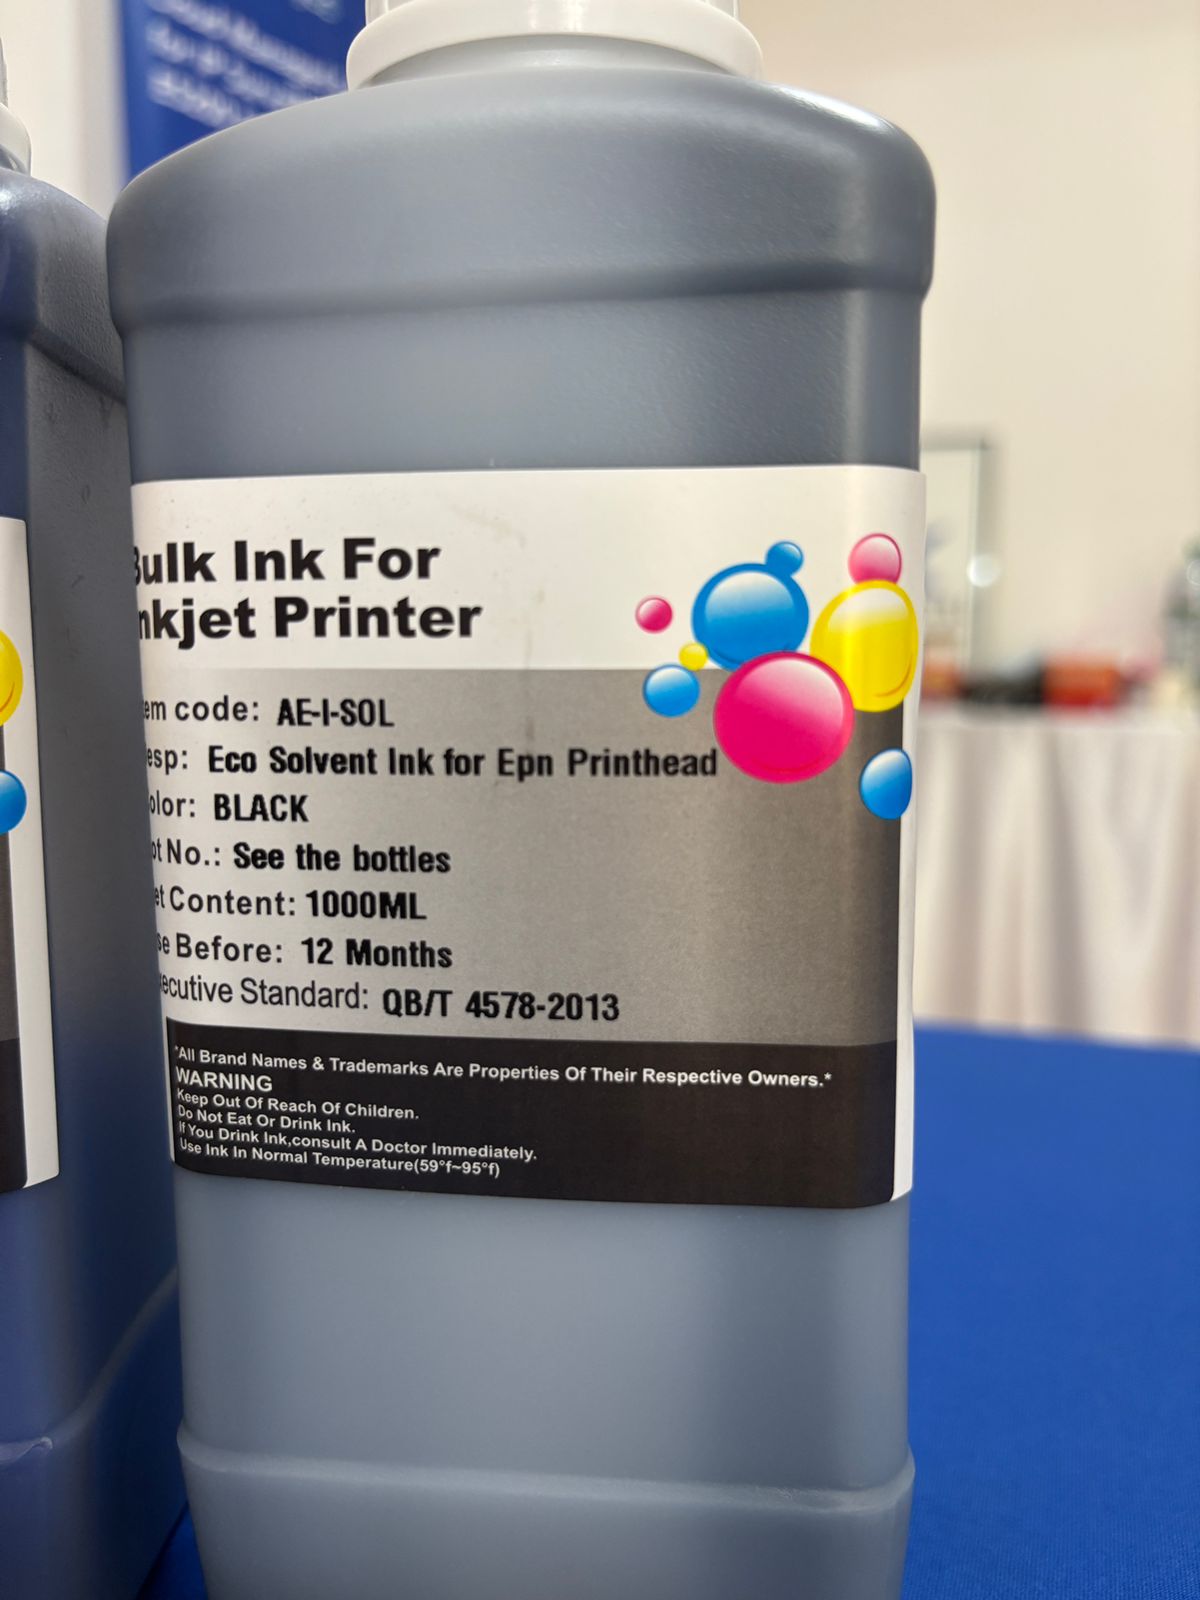 Bulk Ink For
Inkjet Printer
em code: AE-I-SOL
esp: Eco Solvent Ink for Epn Printhead
olor: BLACK
ot No.: See the bottles
et Content: 1000ML
se Before: 12 Months
ecutive Standard: QB/T 4578-2013
*All Brand Names & Trademarks Are Properties Of Their Respective Owners.*
WARNING
Keep Out Of Reach Of Children.
Do Not Eat Or Drink Ink.
If You Drink Ink,consult A Doctor Immediately.
Use Ink In Normal Temperature(59°f~95°f)